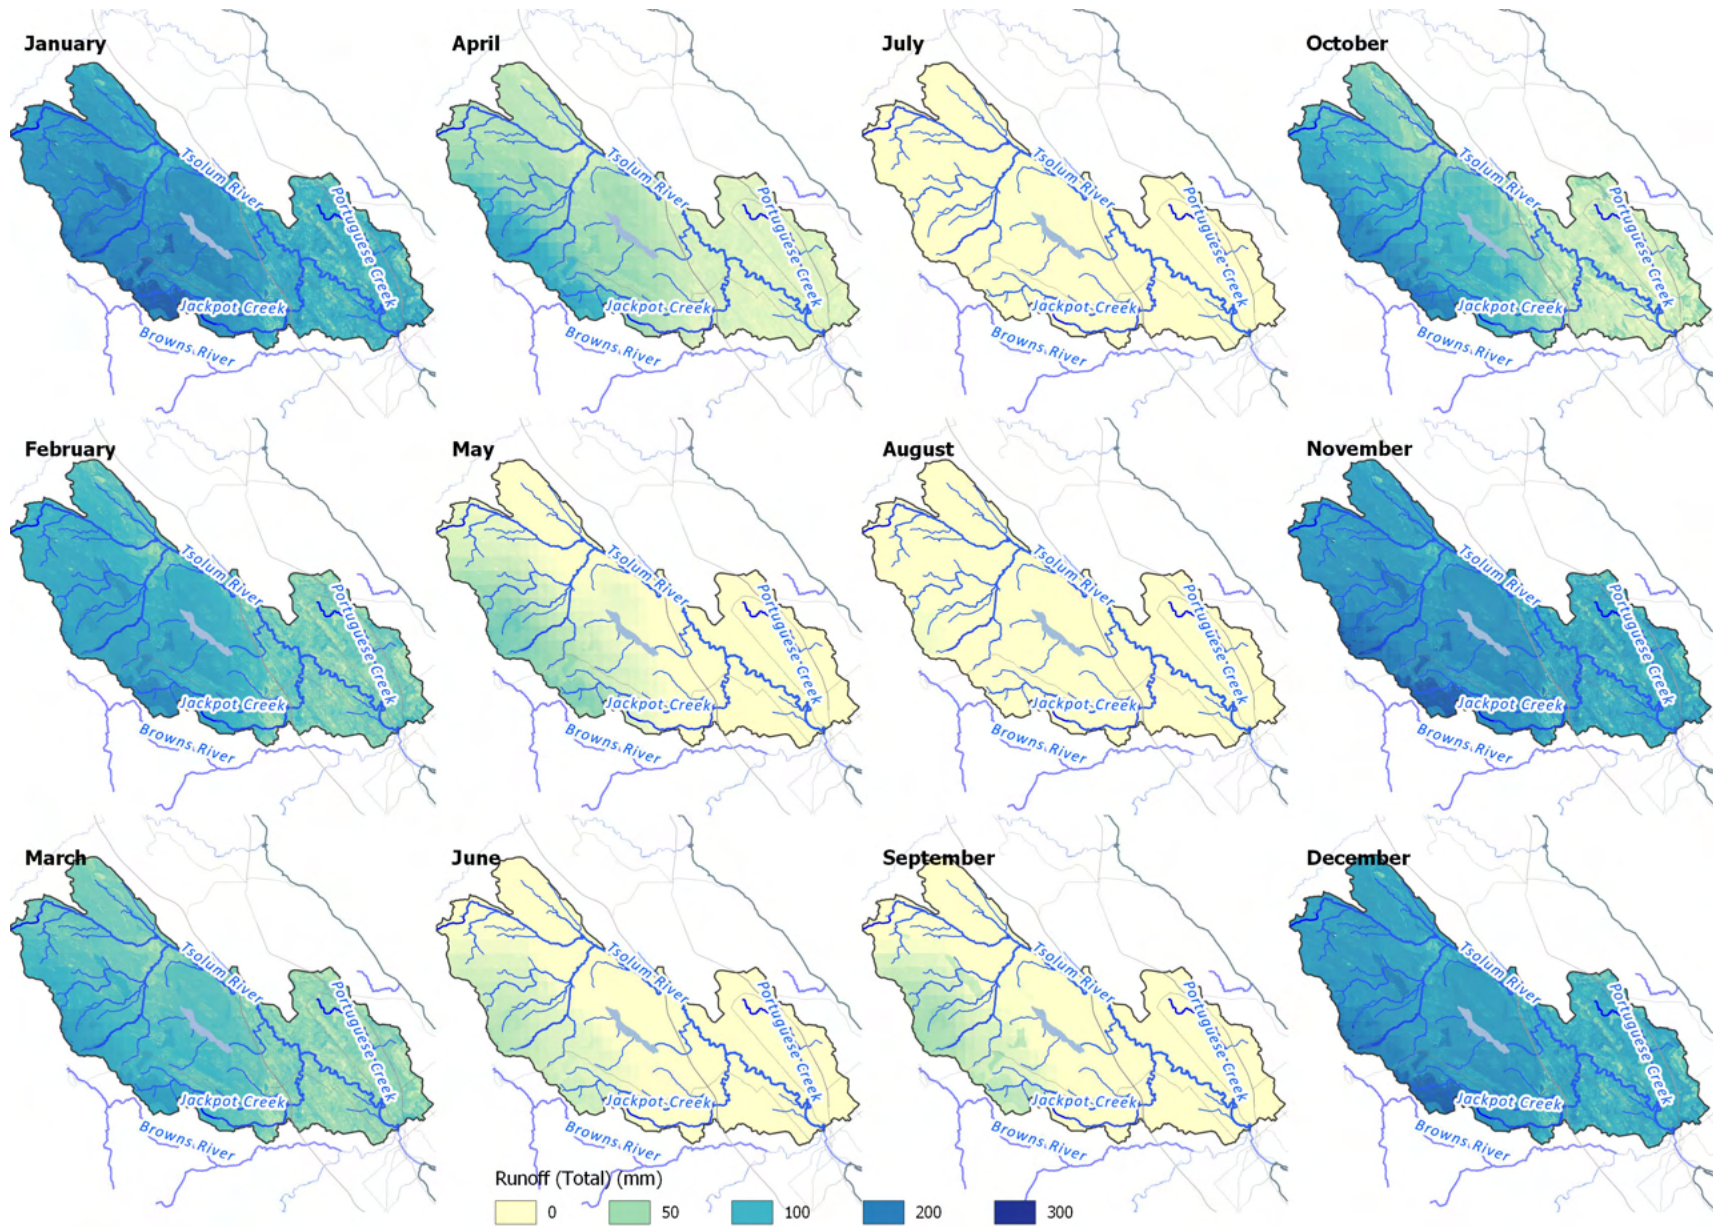 January
April
July
October
Tsolum River
Portuguese Creek
Jackpot Creek
Browns River
Tsolum River
Portuguese Creek
Jackpot Creek
Browns River
Tsolum River
Portuguese Creek
Jackpot Creek
Browns River
Tsolum River
Portuguese Creek
Jackpot Creek
Browns River
February
May
August
November
Tsolum River
Portuguese Creek
Jackpot Creek
Browns River
Tsolum River
Portuguese Creek
Jackpot Creek
Browns River
Tsolum River
Portuguese Creek
Jackpot Creek
Browns River
Tsolum River
Portuguese Creek
Jackpot Creek
Browns River
March
June
September
December
Tsolum River
Portuguese Creek
Jackpot Creek
Browns River
Tsolum River
Portuguese Creek
Jackpot Creek
Browns River
Tsolum River
Portuguese Creek
Jackpot Creek
Browns River
Tsolum River
Portuguese Creek
Jackpot Creek
Browns River
Runoff (Total) (mm)
0 50 100 200 300